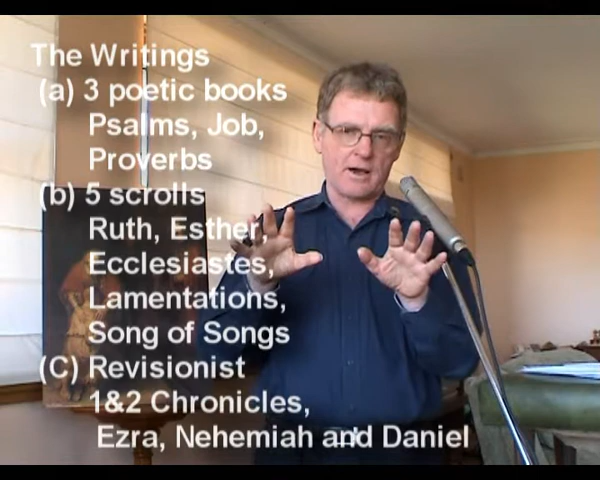 The Writings
(a) 3 poetic books
Psalms, Job,
Proverbs
(b) 5 scrolls
Ruth, Esther,
Ecclesiastes,
Lamentations,
Song of Songs
(C) Revisionist
1&2 Chronicles,
Ezra, Nehemiah and Daniel